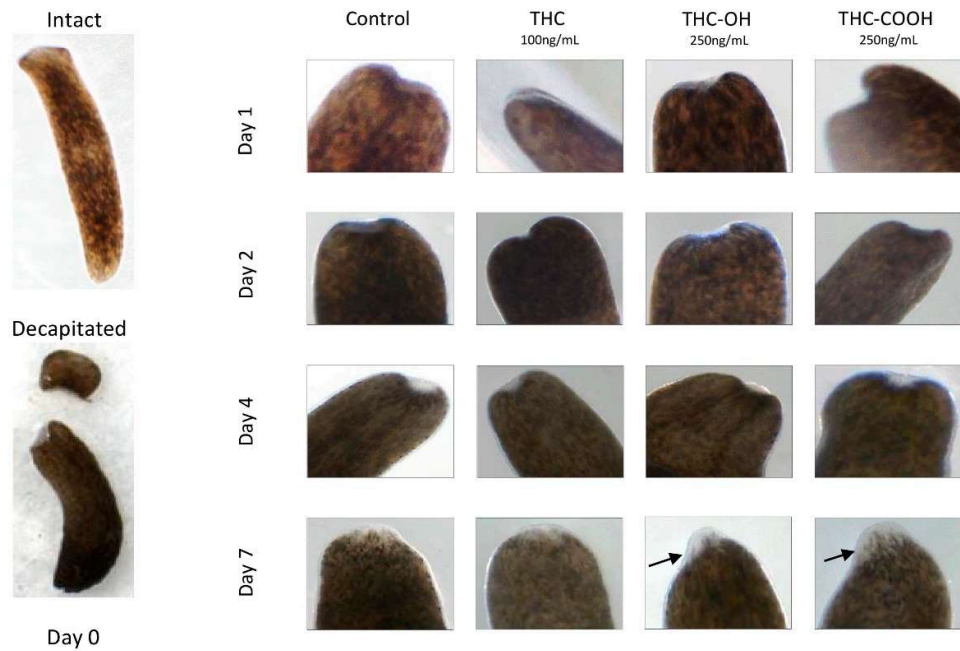 Intact
Decapitated
Day 0
Control THC THC-OH THC-COOH
100ng/mL 250ng/mL 250ng/mL
Day 1
Day 2
Day 4
Day 7